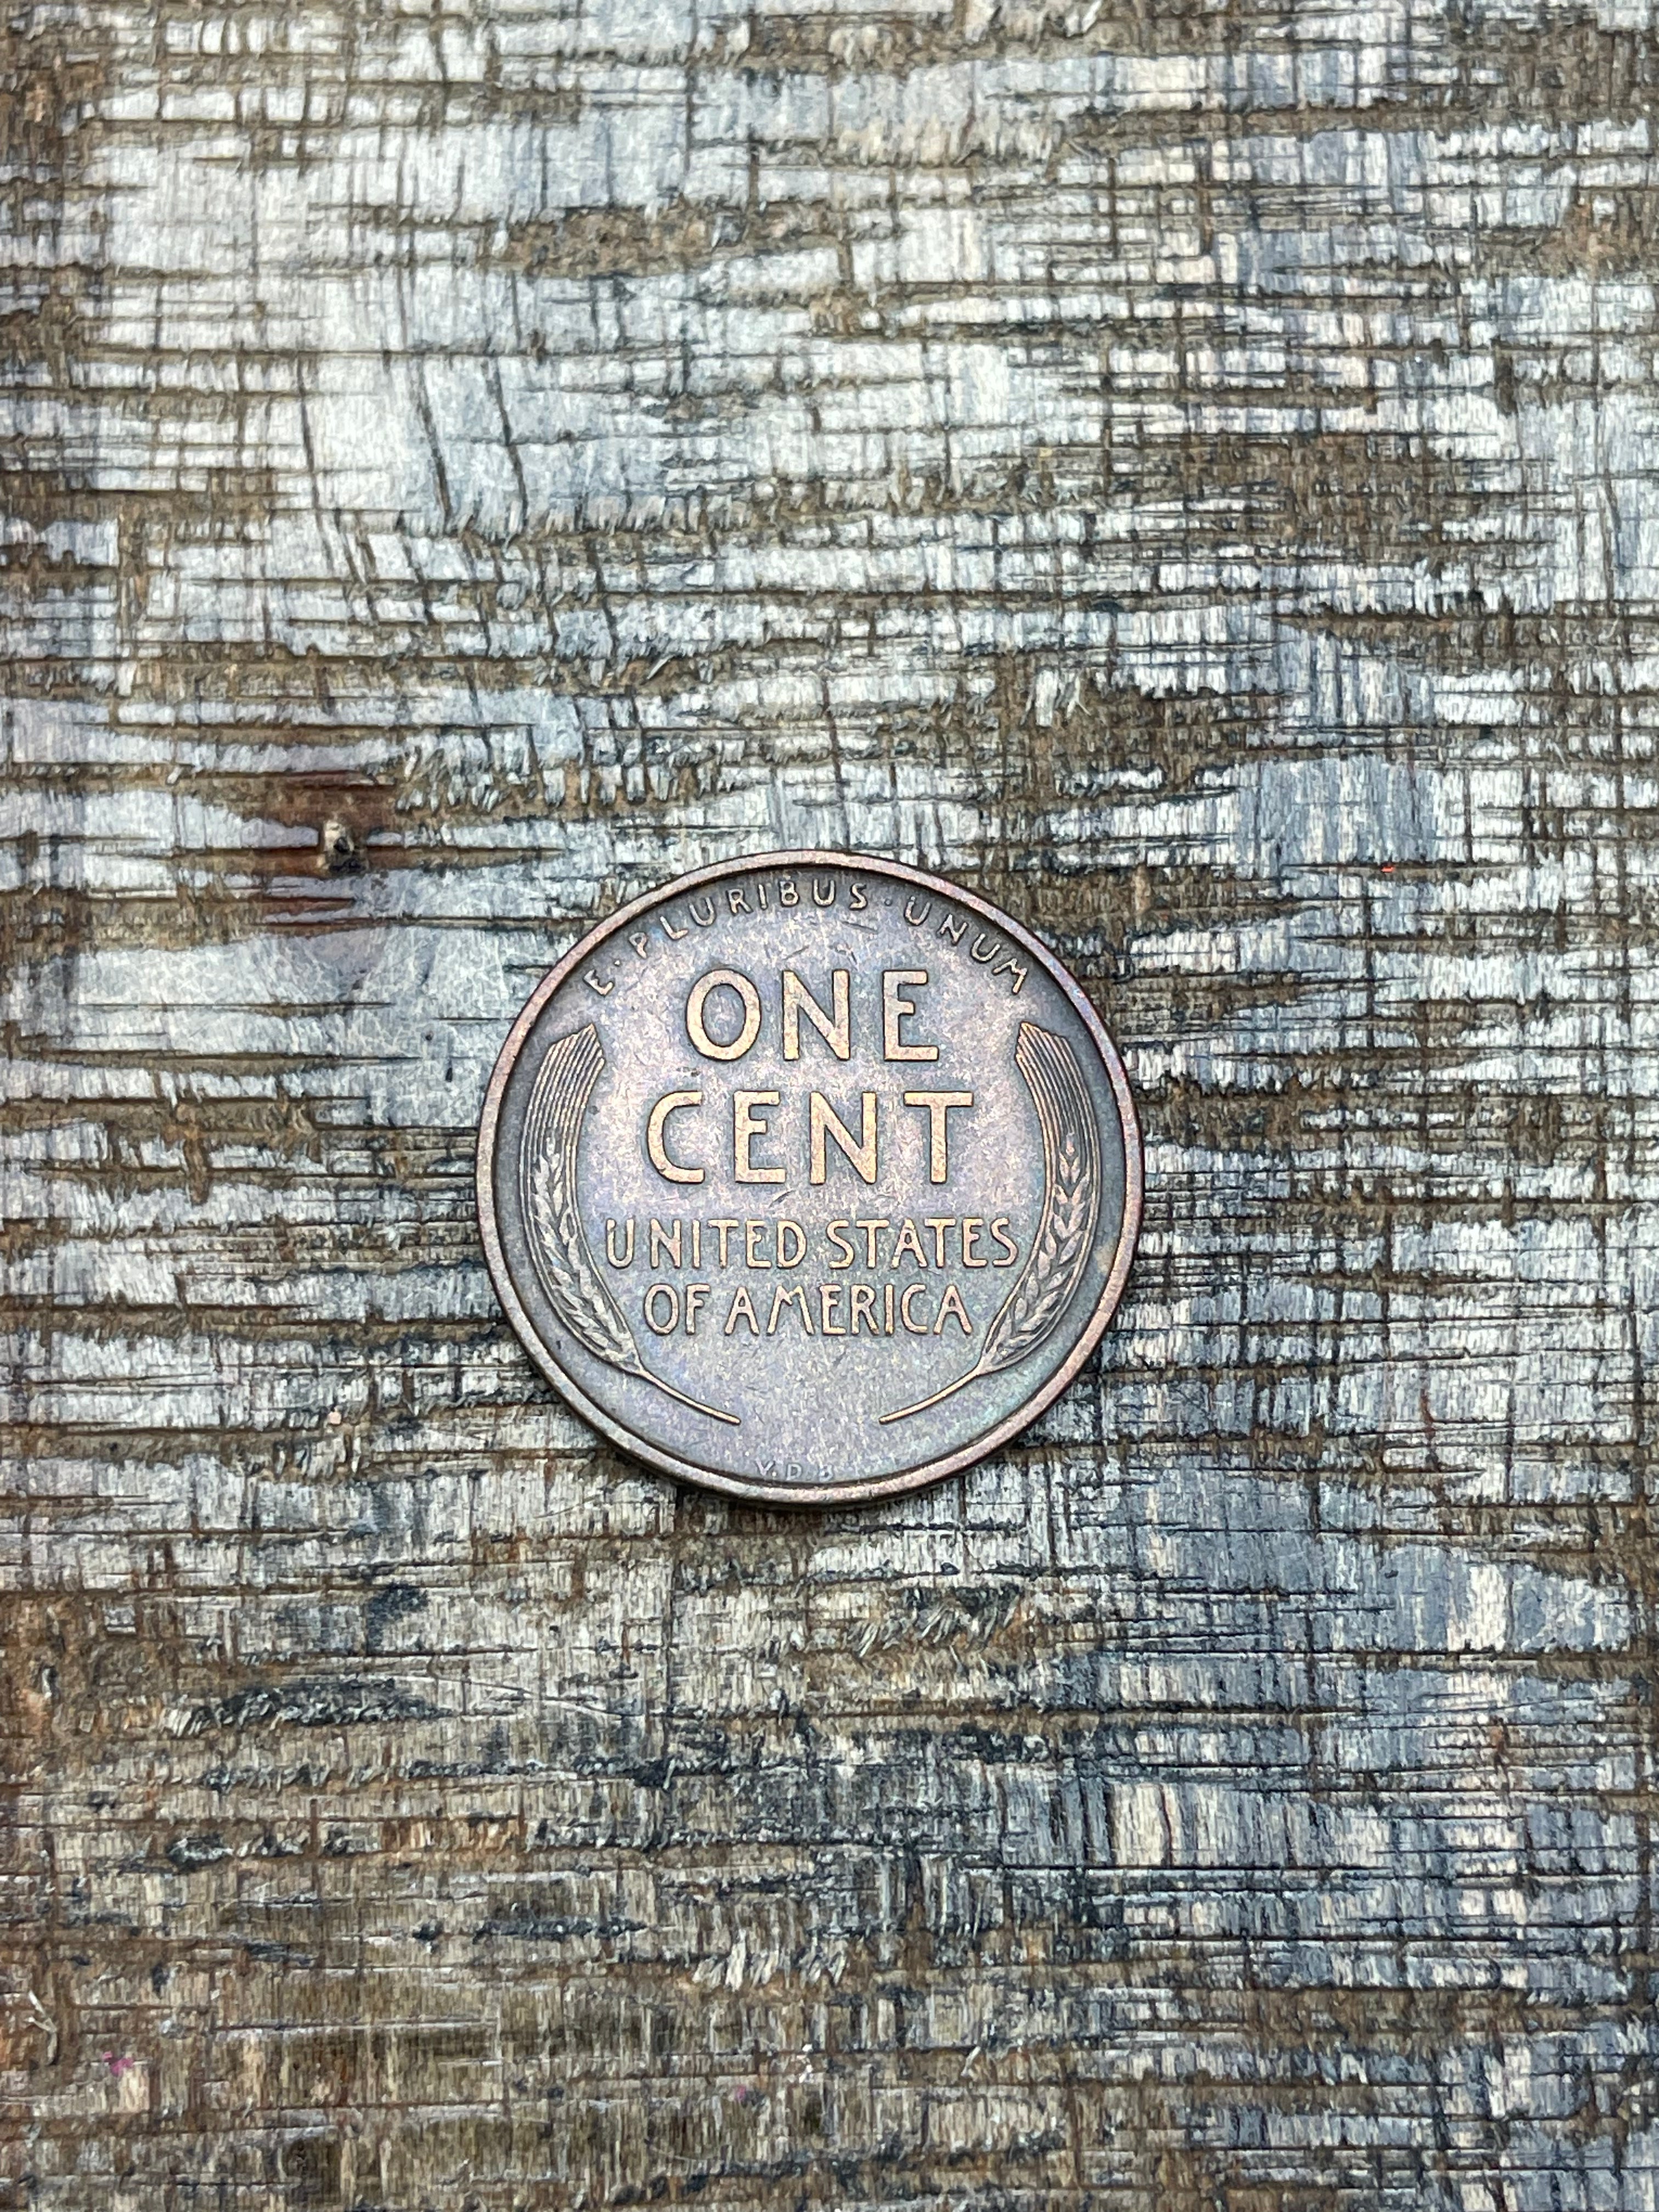 E·PLURIBUS·UNUM
ONE
CENT
UNITED STATES
OF AMERICA
V.D.B.